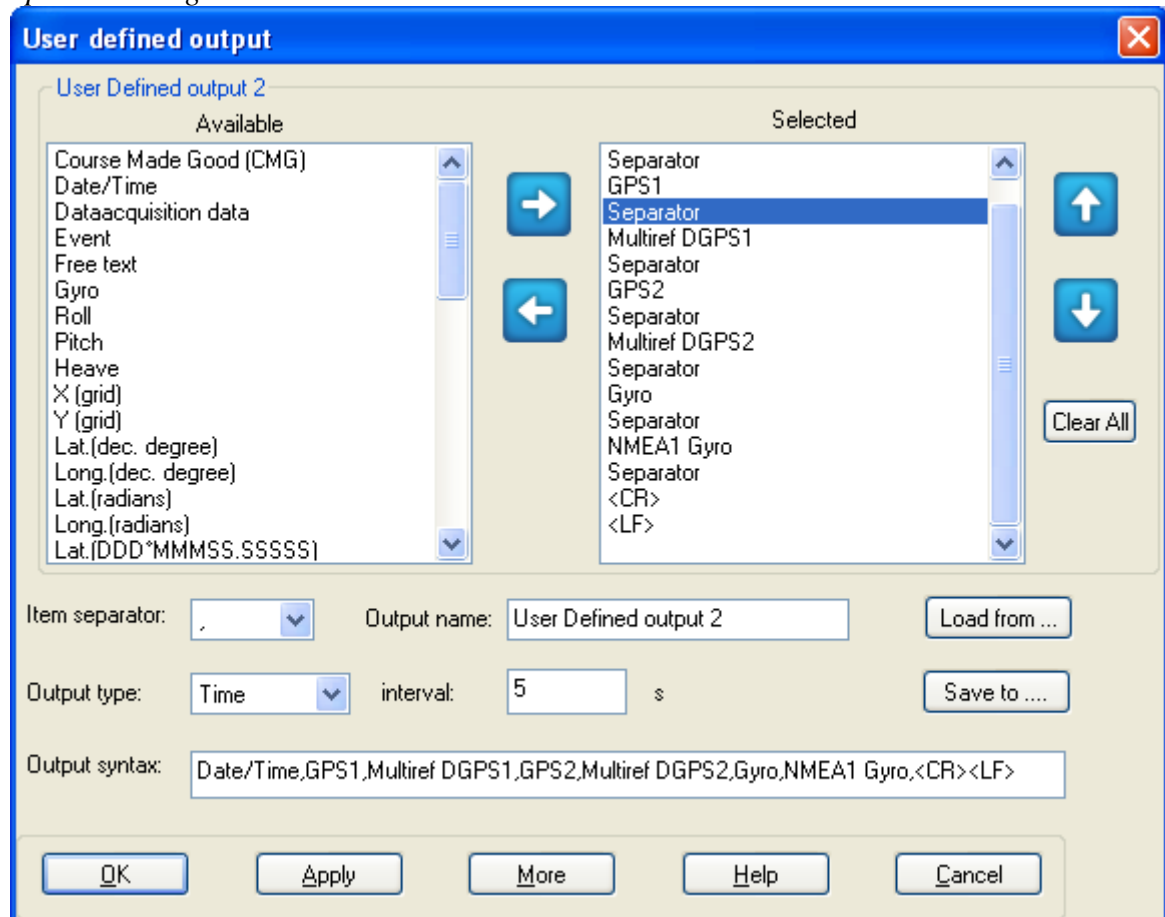 User defined output
User Defined output 2
Available
Selected
Course Made Good (CMG)
Date/Time
Dataacquisition data
Event
Free text
Gyro
Roll
Pitch
Heave
X (grid)
Y (grid)
Lat.(dec. degree)
Long.(dec. degree)
Lat.(radians)
Long.(radians)
Lat.(DDD°MMMSS.SSSSS)
Separator
GPS1
Separator
Multiref DGPS1
Separator
GPS2
Separator
Multiref DGPS2
Separator
Gyro
Separator
NMEA1 Gyro
Separator
<CR>
<LF>
Clear All
Item separator: , Output name: User Defined output 2 Load from ...
Output type: Time interval: 5 s Save to ....
Output syntax: Date/Time,GPS1,Multiref DGPS1,GPS2,Multiref DGPS2,Gyro,NMEA1 Gyro,<CR><LF>
OK Apply More Help Cancel